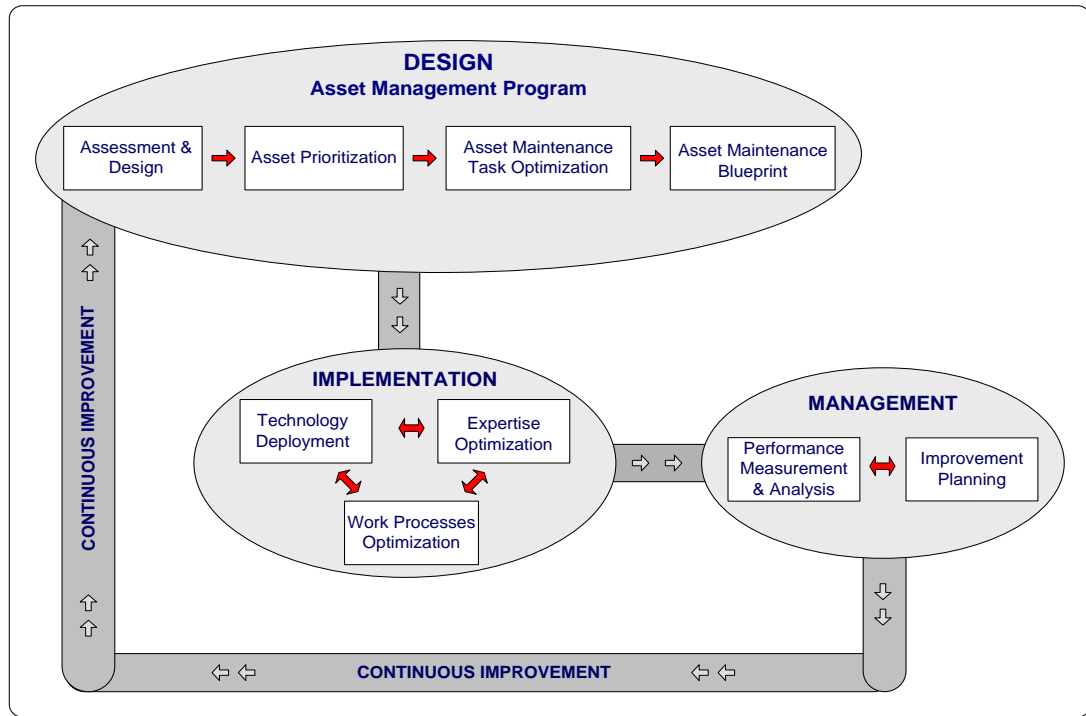 DESIGN
Asset Management Program
Assessment &
Design
Asset Prioritization
Asset Maintenance
Task Optimization
Asset Maintenance
Blueprint
CONTINUOUS IMPROVEMENT
IMPLEMENTATION
Technology
Deployment
Expertise
Optimization
Work Processes
Optimization
MANAGEMENT
Performance
Measurement
& Analysis
Improvement
Planning
CONTINUOUS IMPROVEMENT